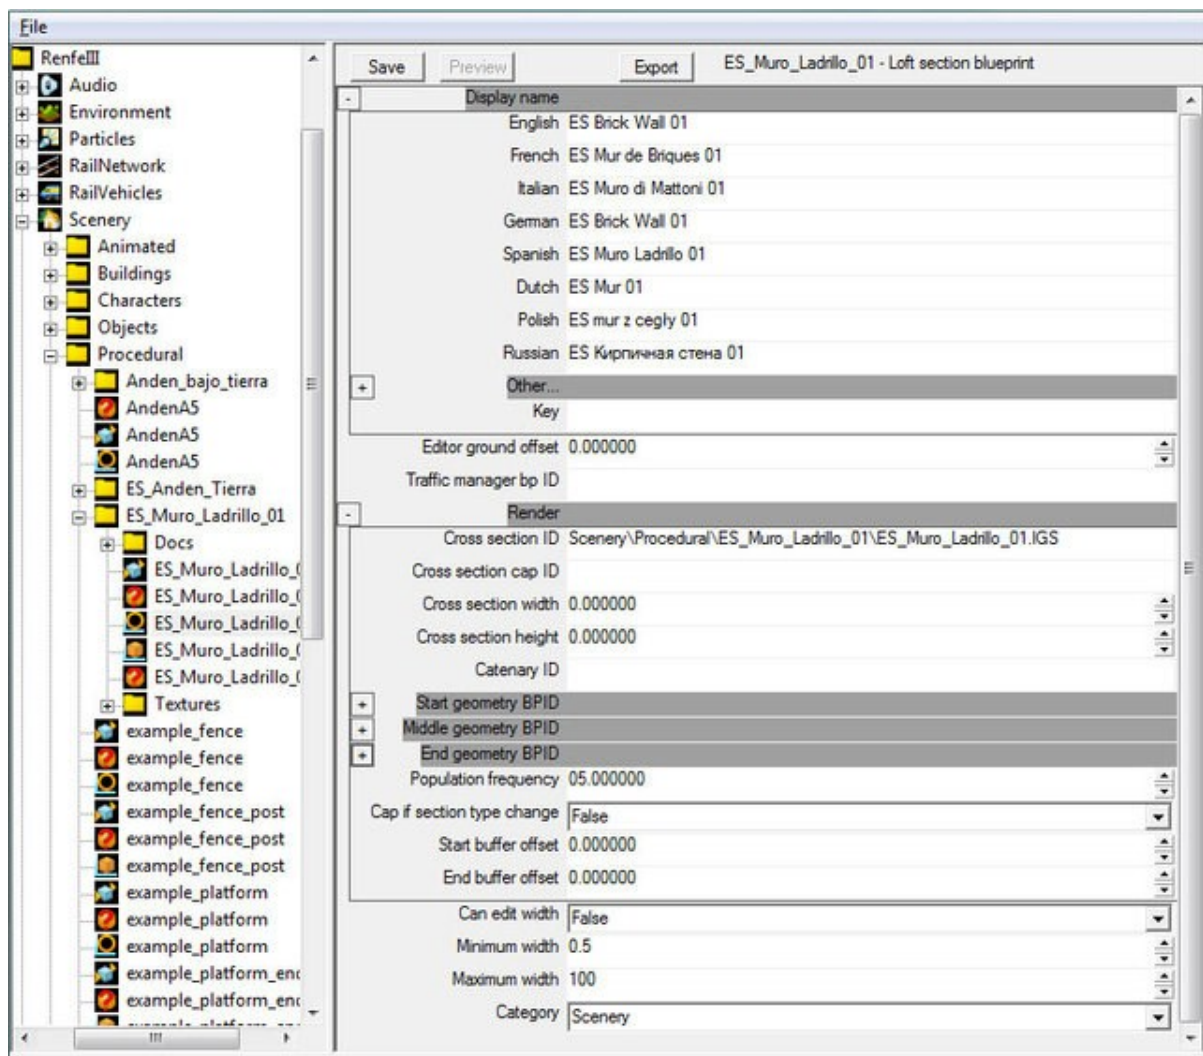 File
RenfeIII
Audio
Environment
Particles
RailNetwork
RailVehicles
Scenery
Animated
Buildings
Characters
Objects
Procedural
Anden_bajo_tierra
AndenA5
AndenA5
AndenA5
ES_Anden_Tierra
ES_Muro_Ladrillo_01
Docs
ES_Muro_Ladrillo_0
ES_Muro_Ladrillo_0
ES_Muro_Ladrillo_0
ES_Muro_Ladrillo_0
ES_Muro_Ladrillo_0
Textures
example_fence
example_fence
example_fence
example_fence_post
example_fence_post
example_fence_post
example_platform
example_platform
example_platform
example_platform_end
example_platform_end
Save Preview Export ES_Muro_Ladrillo_01 - Loft section blueprint
Display name
English ES Brick Wall 01
French ES Mur de Briques 01
Italian ES Muro di Mattoni 01
German ES Brick Wall 01
Spanish ES Muro Ladrillo 01
Dutch ES Mur 01
Polish ES mur z cegły 01
Russian ES Кирпичная стена 01
Other...
Key
Editor ground offset 0.000000
Traffic manager bp ID
Render
Cross section ID Scenery\Procedural\ES_Muro_Ladrillo_01\ES_Muro_Ladrillo_01.IGS
Cross section cap ID
Cross section width 0.000000
Cross section height 0.000000
Catenary ID
Start geometry BPID
Middle geometry BPID
End geometry BPID
Population frequency 05.000000
Cap if section type change False
Start buffer offset 0.000000
End buffer offset 0.000000
Can edit width False
Minimum width 0.5
Maximum width 100
Category Scenery